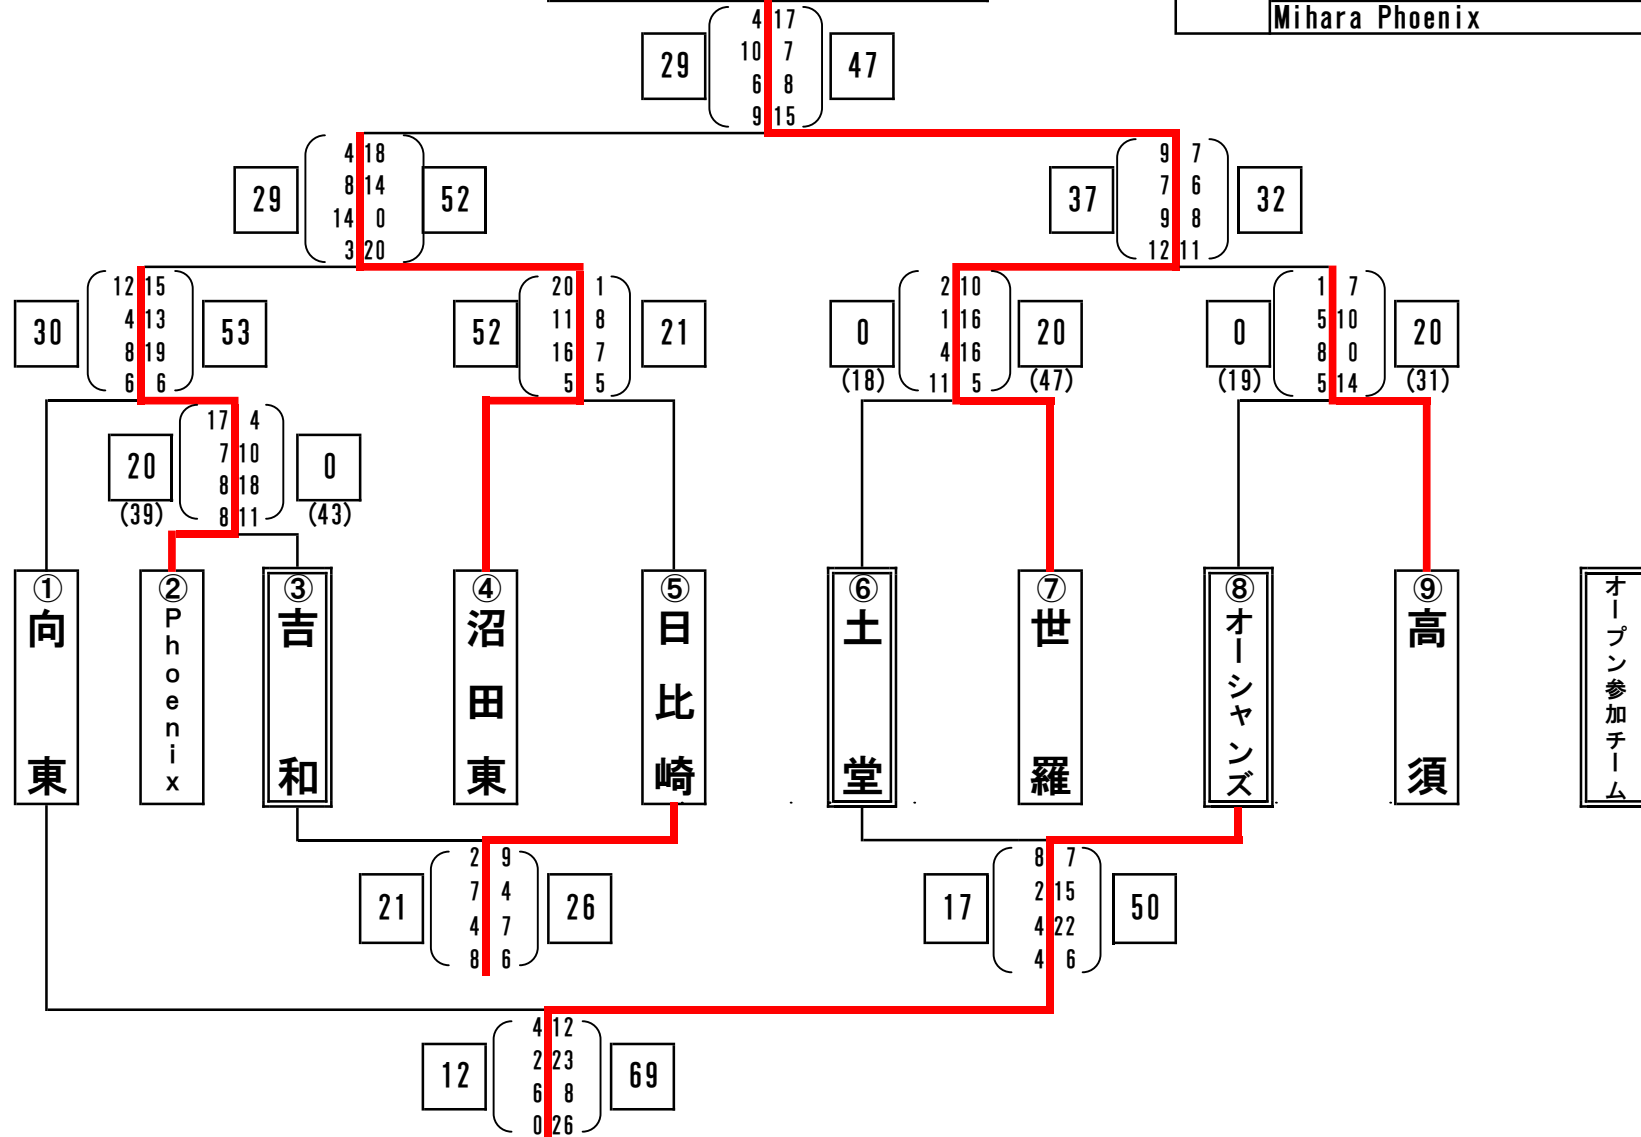 Mihara Phoenix
4 17
29 10 7 47
6 8
9 15
4 18
29 8 14 52
14 0
3 20
9 7
37 7 6 32
9 8
12 11
12 15
30 4 13 53
8 19
6 6
20 1
52 11 8 21
16 7
5 5
2 10
0 1 16 20
4 16
(18) 11 5 (47)
1 7
0 5 10 20
8 0
(19) 5 14 (31)
17 4
20 7 10 0
8 18
(39) 8 11 (43)
①向東
②Phoenix
③吉和
④沼田東
⑤日比崎
⑥土堂
⑦世羅
⑧オーシャンズ
⑨高須
オープン参加チーム
2 9
21 7 4 26
4 7
8 6
8 7
17 2 15 50
4 22
4 6
4 12
12 2 23 69
6 8
0 26